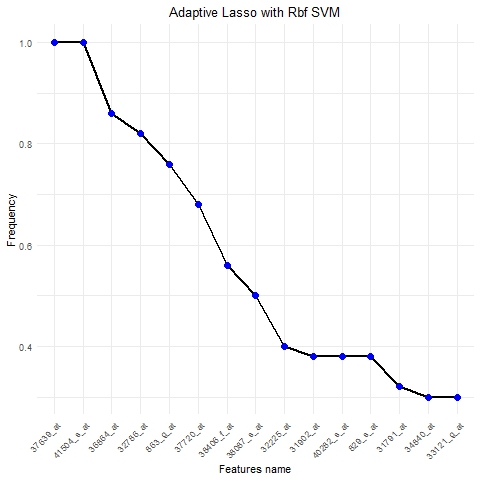 Adaptive Lasso with Rbf SVM
1.0
0.8
0.6
0.4
Frequency
37639_at
41504_s_at
36864_at
32786_at
863_g_at
37720_at
38406_f_at
38087_s_at
32225_at
31902_at
40282_s_at
829_s_at
31791_at
34840_at
33121_g_at
Features name